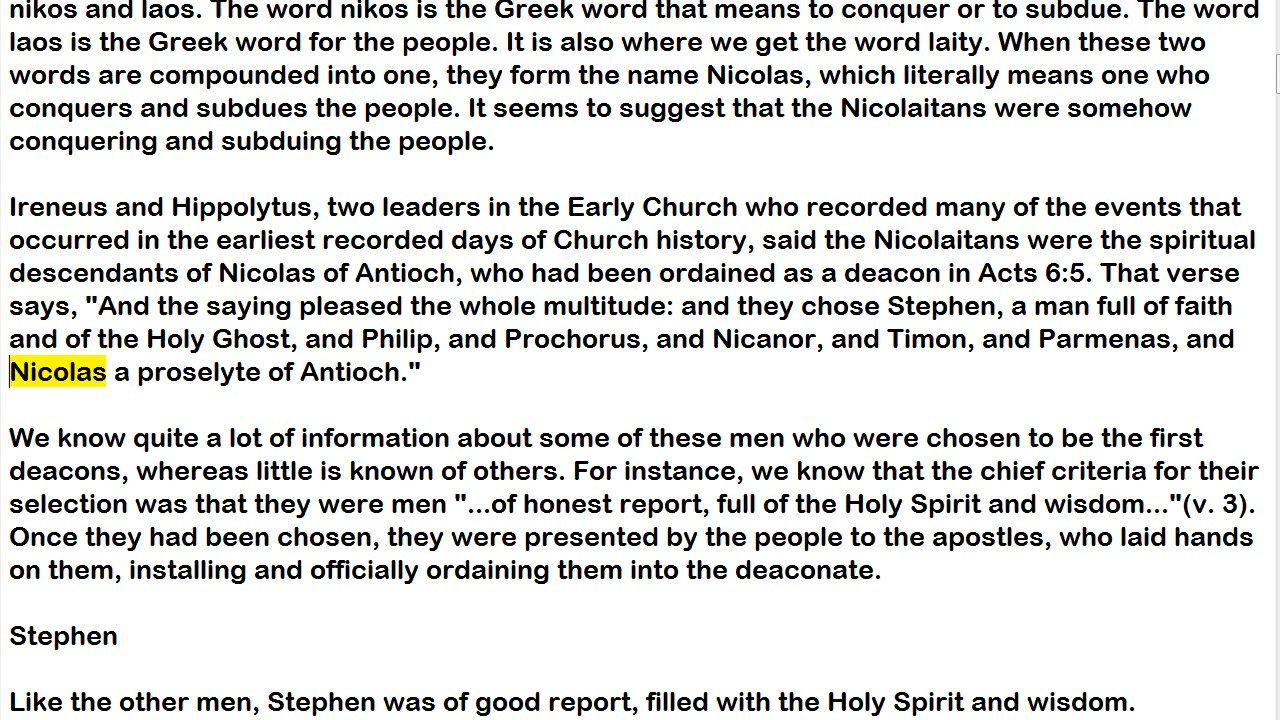 nikos and laos. The word nikos is the Greek word that means to conquer or to subdue. The word
laos is the Greek word for the people. It is also where we get the word laity. When these two
words are compounded into one, they form the name Nicolas, which literally means one who
conquers and subdues the people. It seems to suggest that the Nicolaitans were somehow
conquering and subduing the people.
Ireneus and Hippolytus, two leaders in the Early Church who recorded many of the events that
occurred in the earliest recorded days of Church history, said the Nicolaitans were the spiritual
descendants of Nicolas of Antioch, who had been ordained as a deacon in Acts 6:5. That verse
says, "And the saying pleased the whole multitude: and they chose Stephen, a man full of faith
and of the Holy Ghost, and Philip, and Prochorus, and Nicanor, and Timon, and Parmenas, and
Nicolas a proselyte of Antioch."
We know quite a lot of information about some of these men who were chosen to be the first
deacons, whereas little is known of others. For instance, we know that the chief criteria for their
selection was that they were men "...of honest report, full of the Holy Spirit and wisdom..."(v. 3).
Once they had been chosen, they were presented by the people to the apostles, who laid hands
on them, installing and officially ordaining them into the deaconate.
Stephen
Like the other men, Stephen was of good report, filled with the Holy Spirit and wisdom.